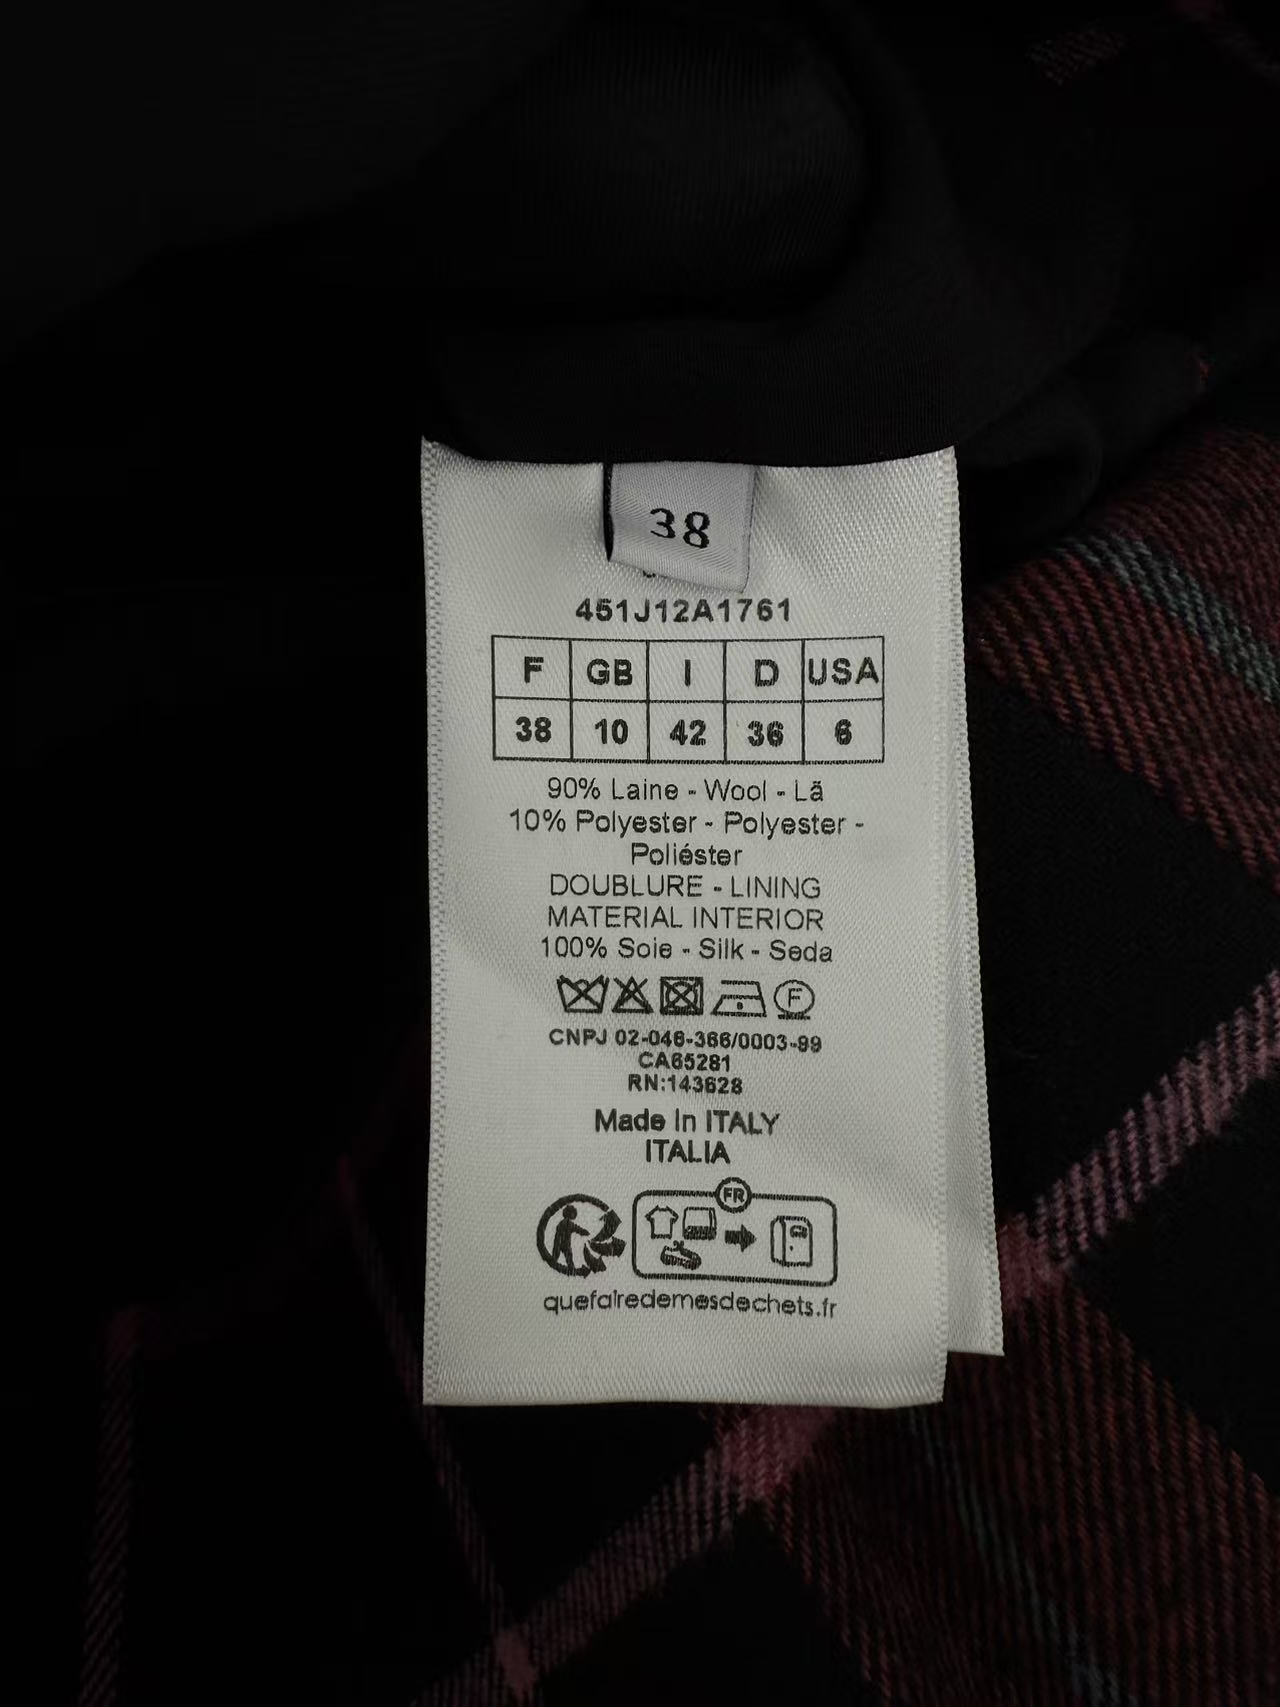 38
451J12A1761
F GB I D USA
38 10 42 36 6
90% Laine - Wool - Lã
10% Polyester - Polyester -
Poliéster
DOUBLURE - LINING
MATERIAL INTERIOR
100% Soie - Silk - Seda
F
CNPJ 02-046-366/0003-99
CA65281
RN:143628
Made In ITALY
ITALIA
FR
quefairedemesdechets.fr